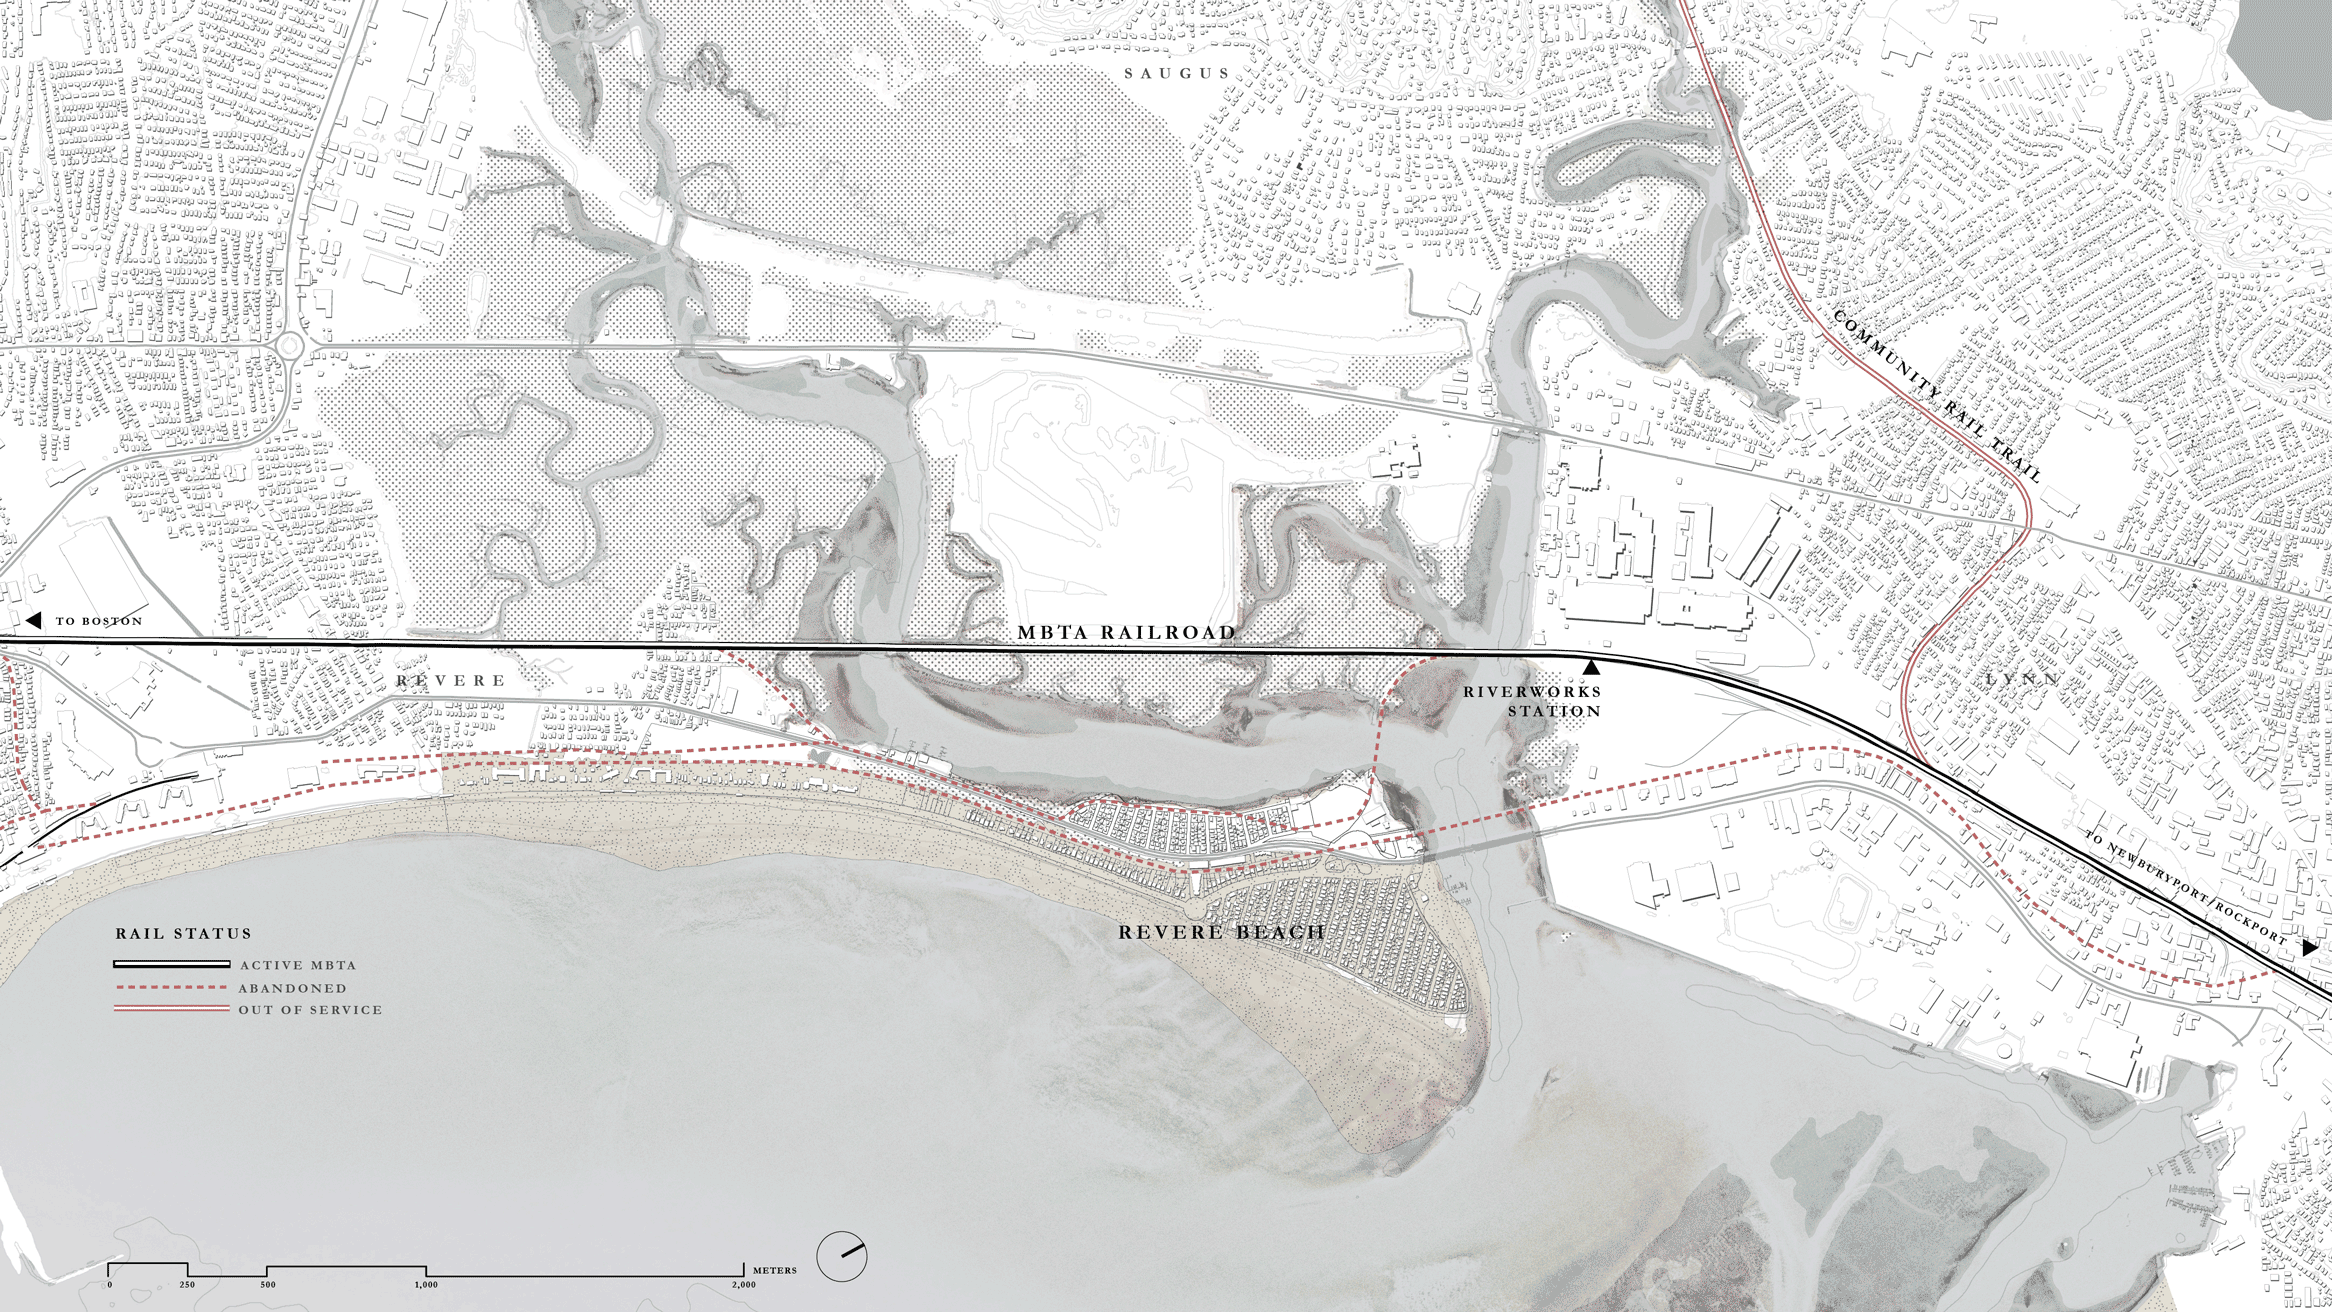 SAUGUS
COMMUNITY RAIL TRAIL
TO BOSTON
MBTA RAILROAD
REVERE
LYNN
RIVERWORKS
STATION
TO NEWBURYPORT/ROCKPORT
REVERE BEACH
RAIL STATUS
ACTIVE MBTA
ABANDONED
OUT OF SERVICE
METERS
0 250 500 1,000 2,000